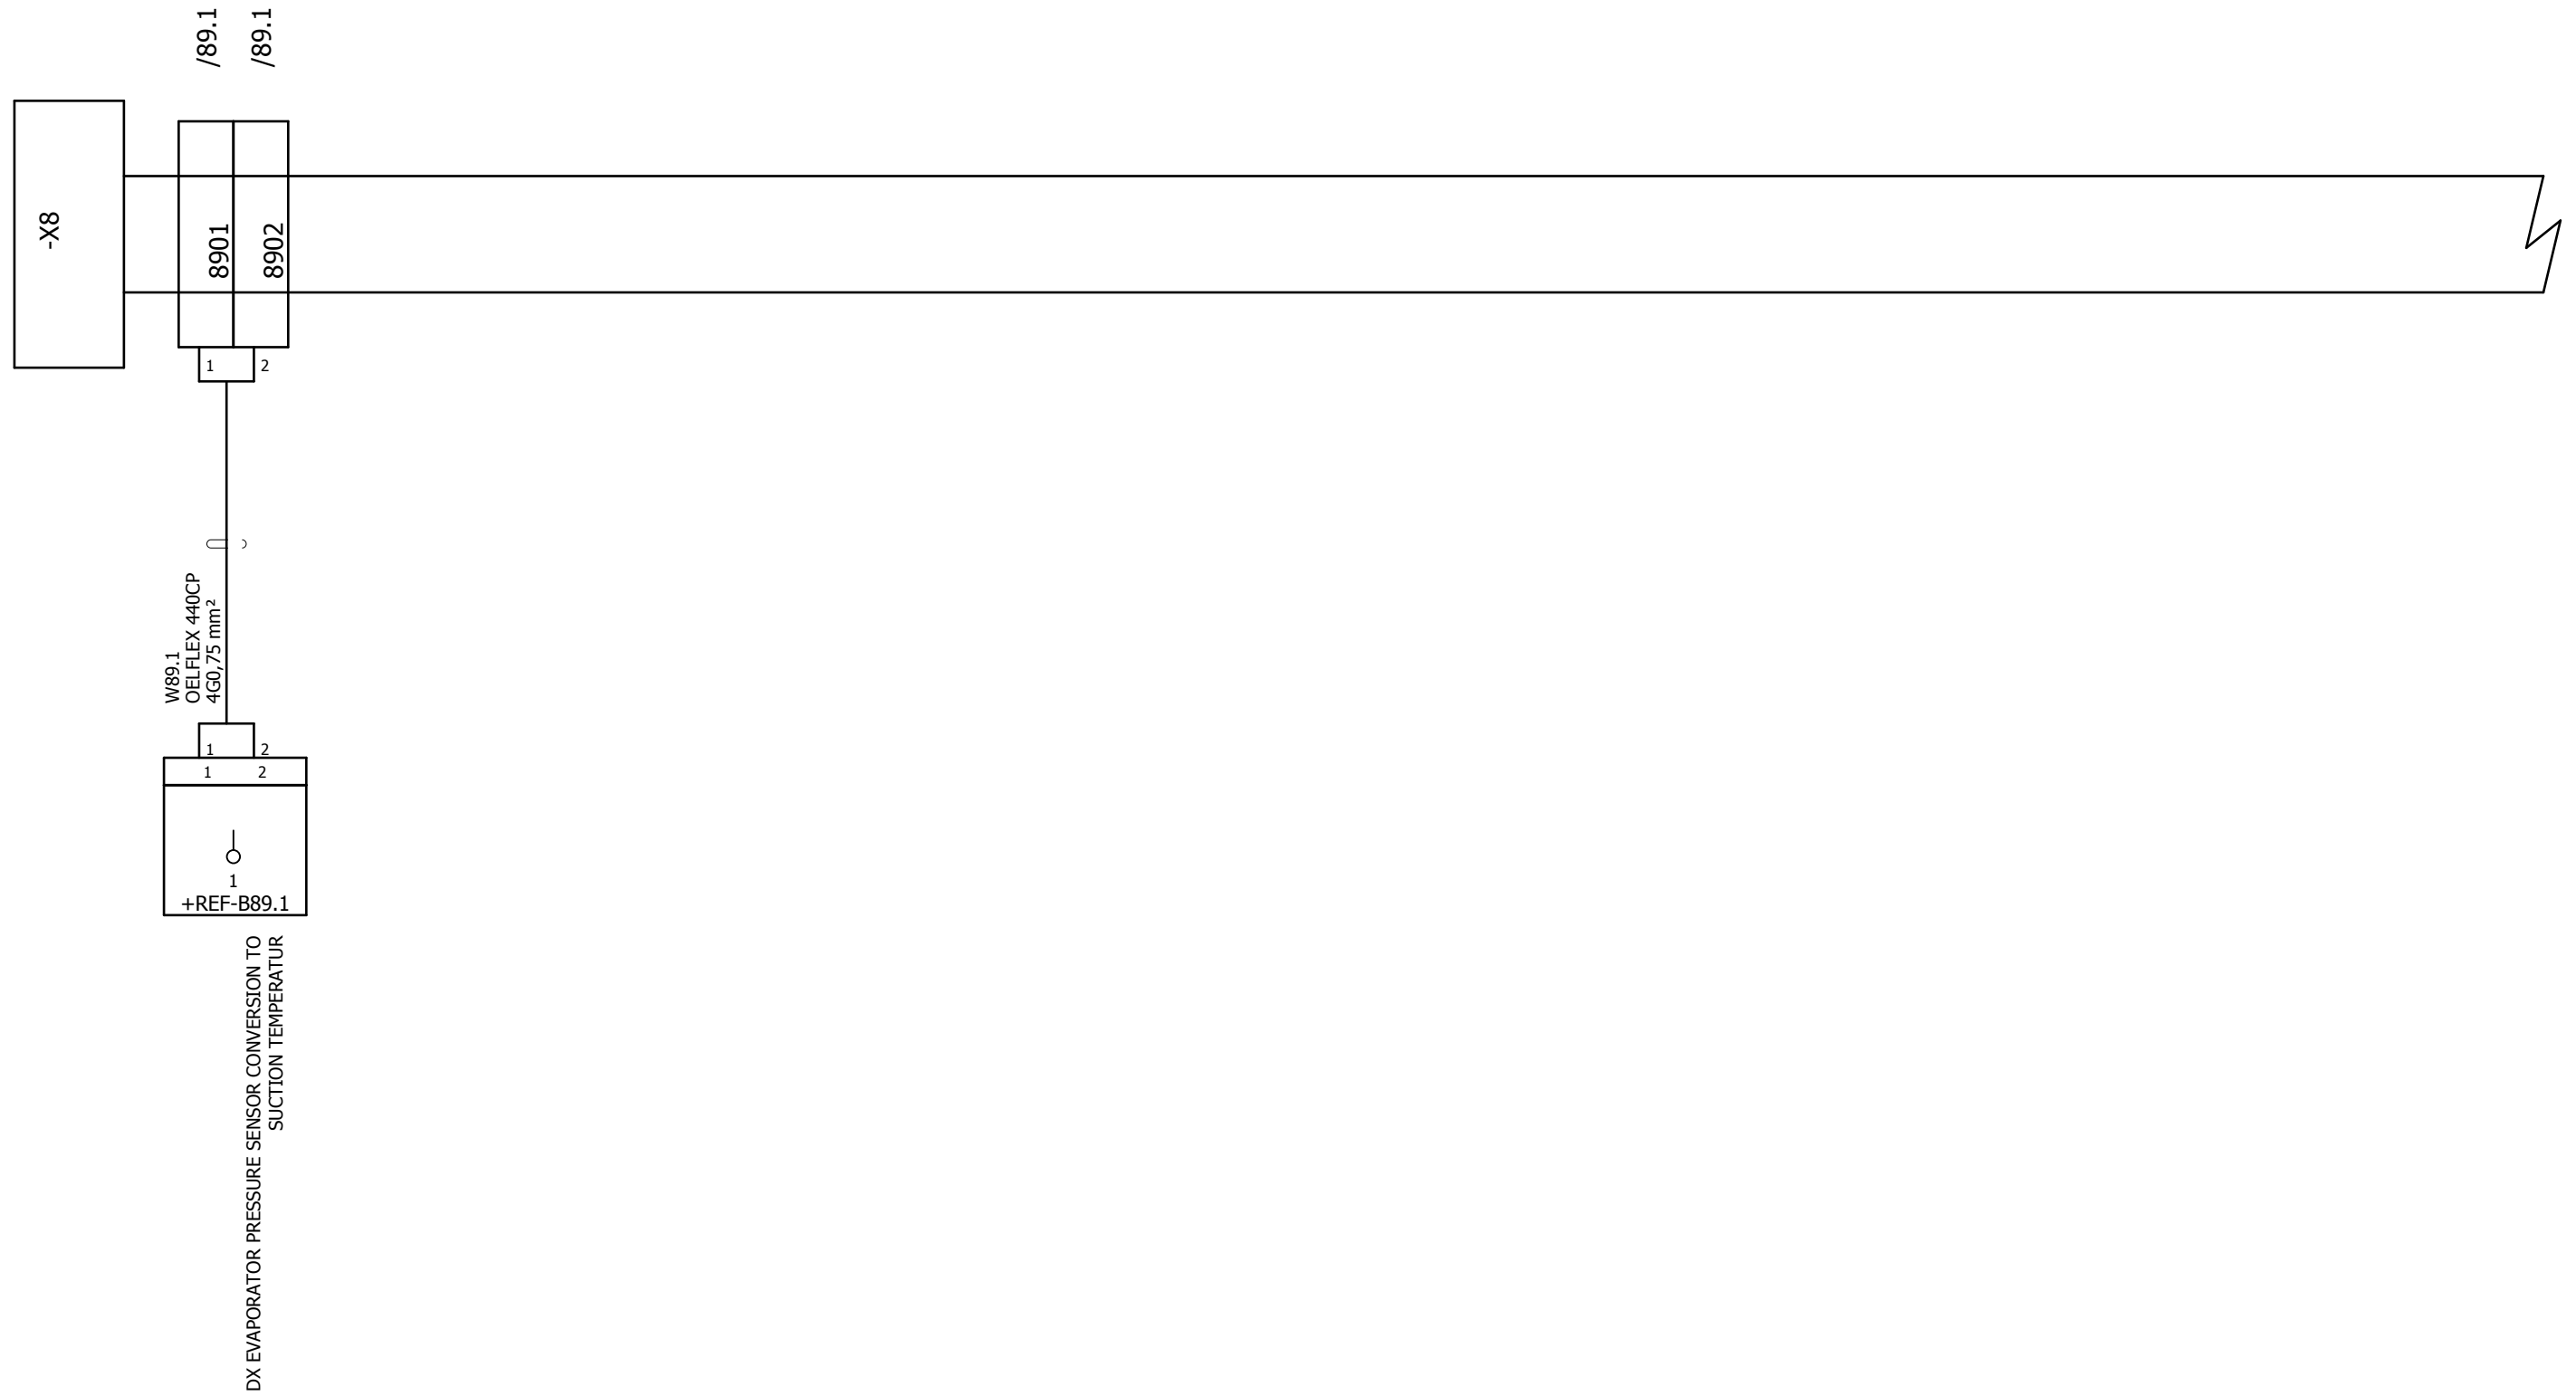 /89.1
/89.1
-X8
8901
8902
1
2
W89.1
OELFLEX 440CP
4G0,75 mm²
1
2
1
2
1
+REF-B89.1
DX EVAPORATOR PRESSURE SENSOR CONVERSION TO
SUCTION TEMPERATUR